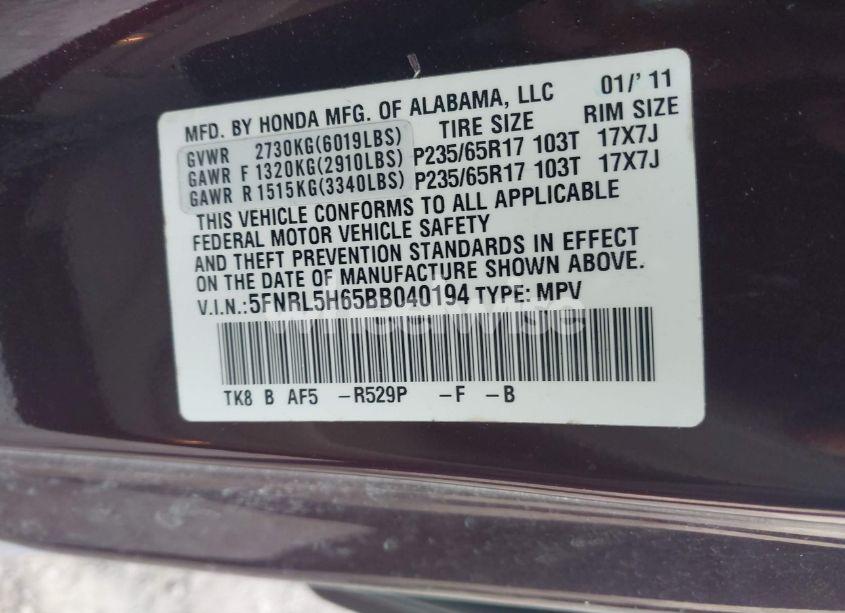 MFD. BY HONDA MFG. OF ALABAMA, LLC 01/'11
GVWR 2730KG(6019LBS) TIRE SIZE RIM SIZE
GAWR F 1320KG(2910LBS) P235/65R17 103T 17X7J
GAWR R 1515KG(3340LBS) P235/65R17 103T 17X7J
THIS VEHICLE CONFORMS TO ALL APPLICABLE
FEDERAL MOTOR VEHICLE SAFETY
AND THEFT PREVENTION STANDARDS IN EFFECT
ON THE DATE OF MANUFACTURE SHOWN ABOVE.
V.I.N.:5FNRL5H65BB040194 TYPE: MPV
wheelwise
TK8 B AF5 -R529P -F -B